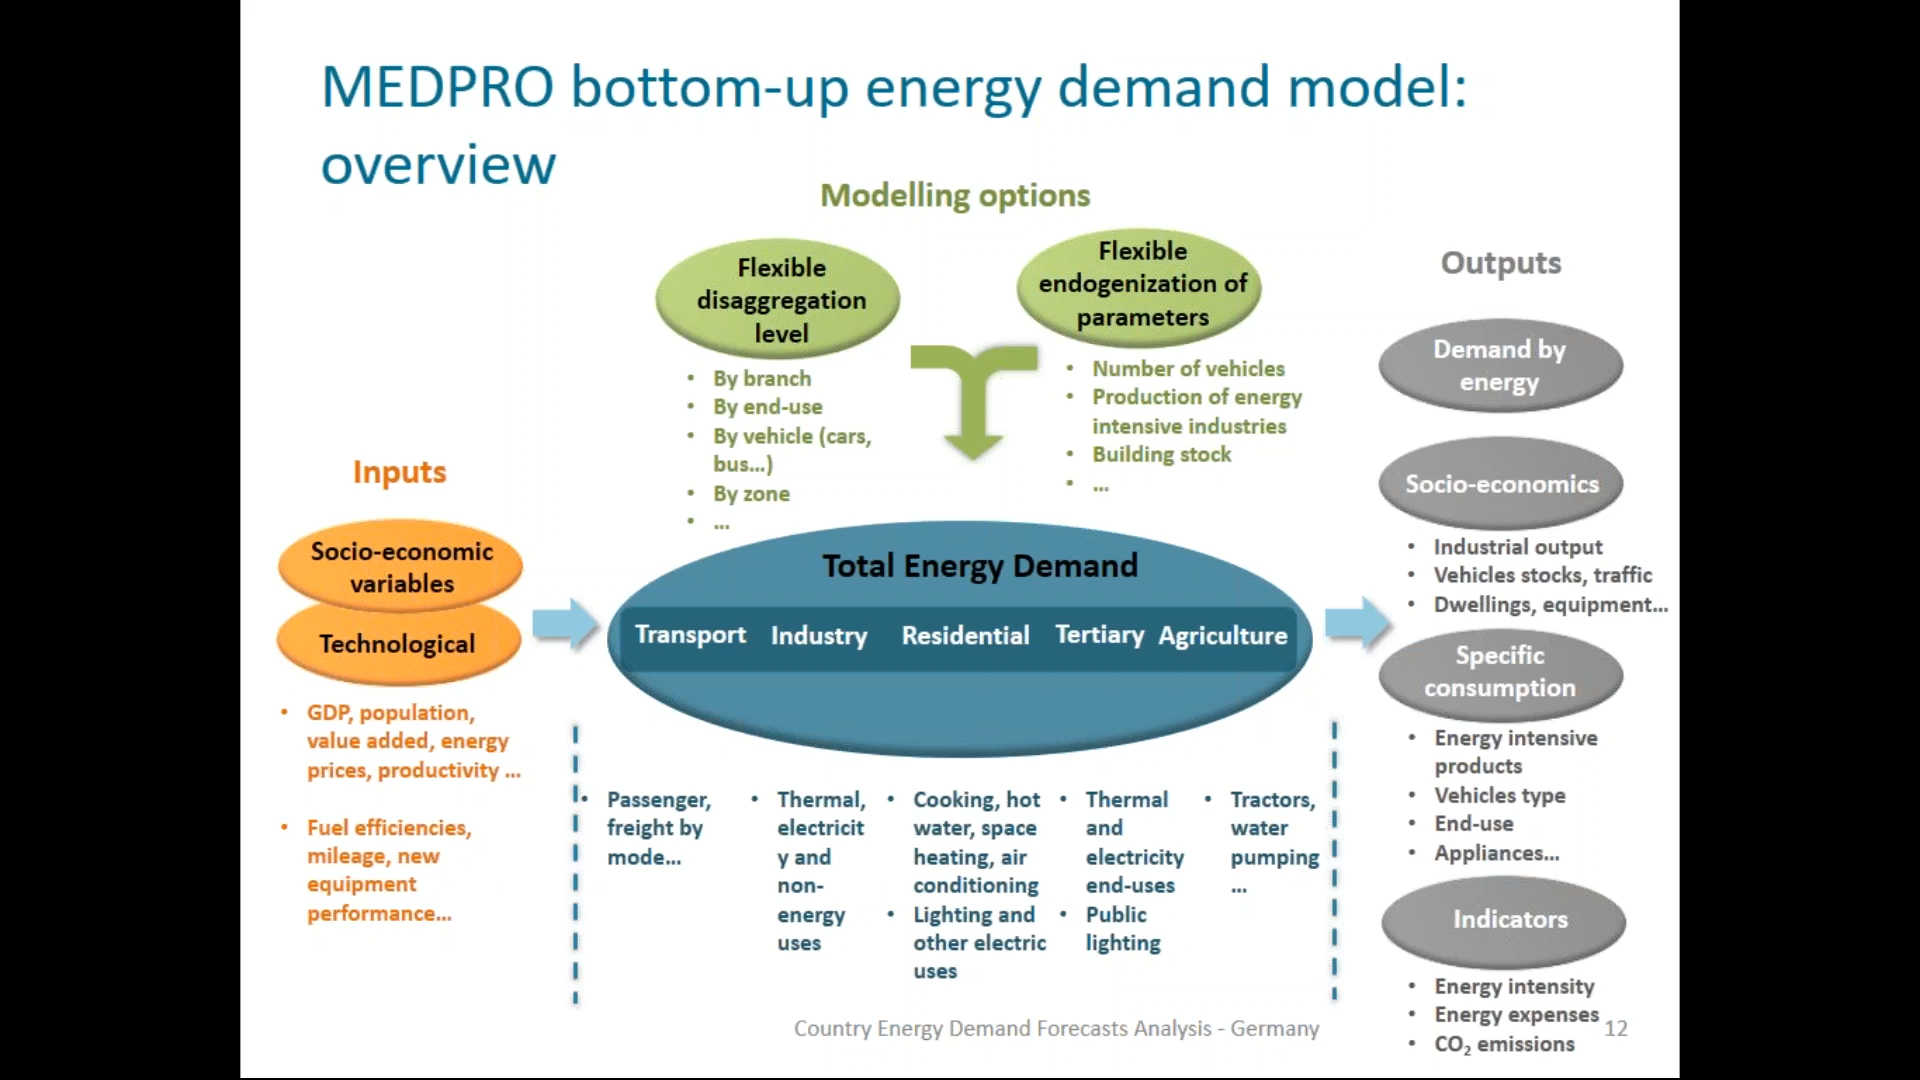 MEDPRO bottom-up energy demand model:
overview
Modelling options
Flexible
disaggregation
level
• By branch
• By end-use
• By vehicle (cars,
bus...)
• By zone
• ...
Flexible
endogenization of
parameters
• Number of vehicles
• Production of energy
intensive industries
• Building stock
• ...
Inputs
Socio-economic
variables
Technological
• GDP, population,
value added, energy
prices, productivity ...
• Fuel efficiencies,
mileage, new
equipment
performance...
Total Energy Demand
Transport Industry Residential Tertiary Agriculture
• Passenger,
freight by
mode...
• Thermal,
electricit
y and
non-
energy
uses
• Cooking, hot
water, space
heating, air
conditioning
• Lighting and
other electric
uses
• Thermal
and
electricity
end-uses
• Public
lighting
• Tractors,
water
pumping
...
Outputs
Demand by
energy
Socio-economics
• Industrial output
• Vehicles stocks, traffic
• Dwellings, equipment...
Specific
consumption
• Energy intensive
products
• Vehicles type
• End-use
• Appliances...
Indicators
• Energy intensity
• Energy expenses
• CO₂ emissions
Country Energy Demand Forecasts Analysis - Germany
12